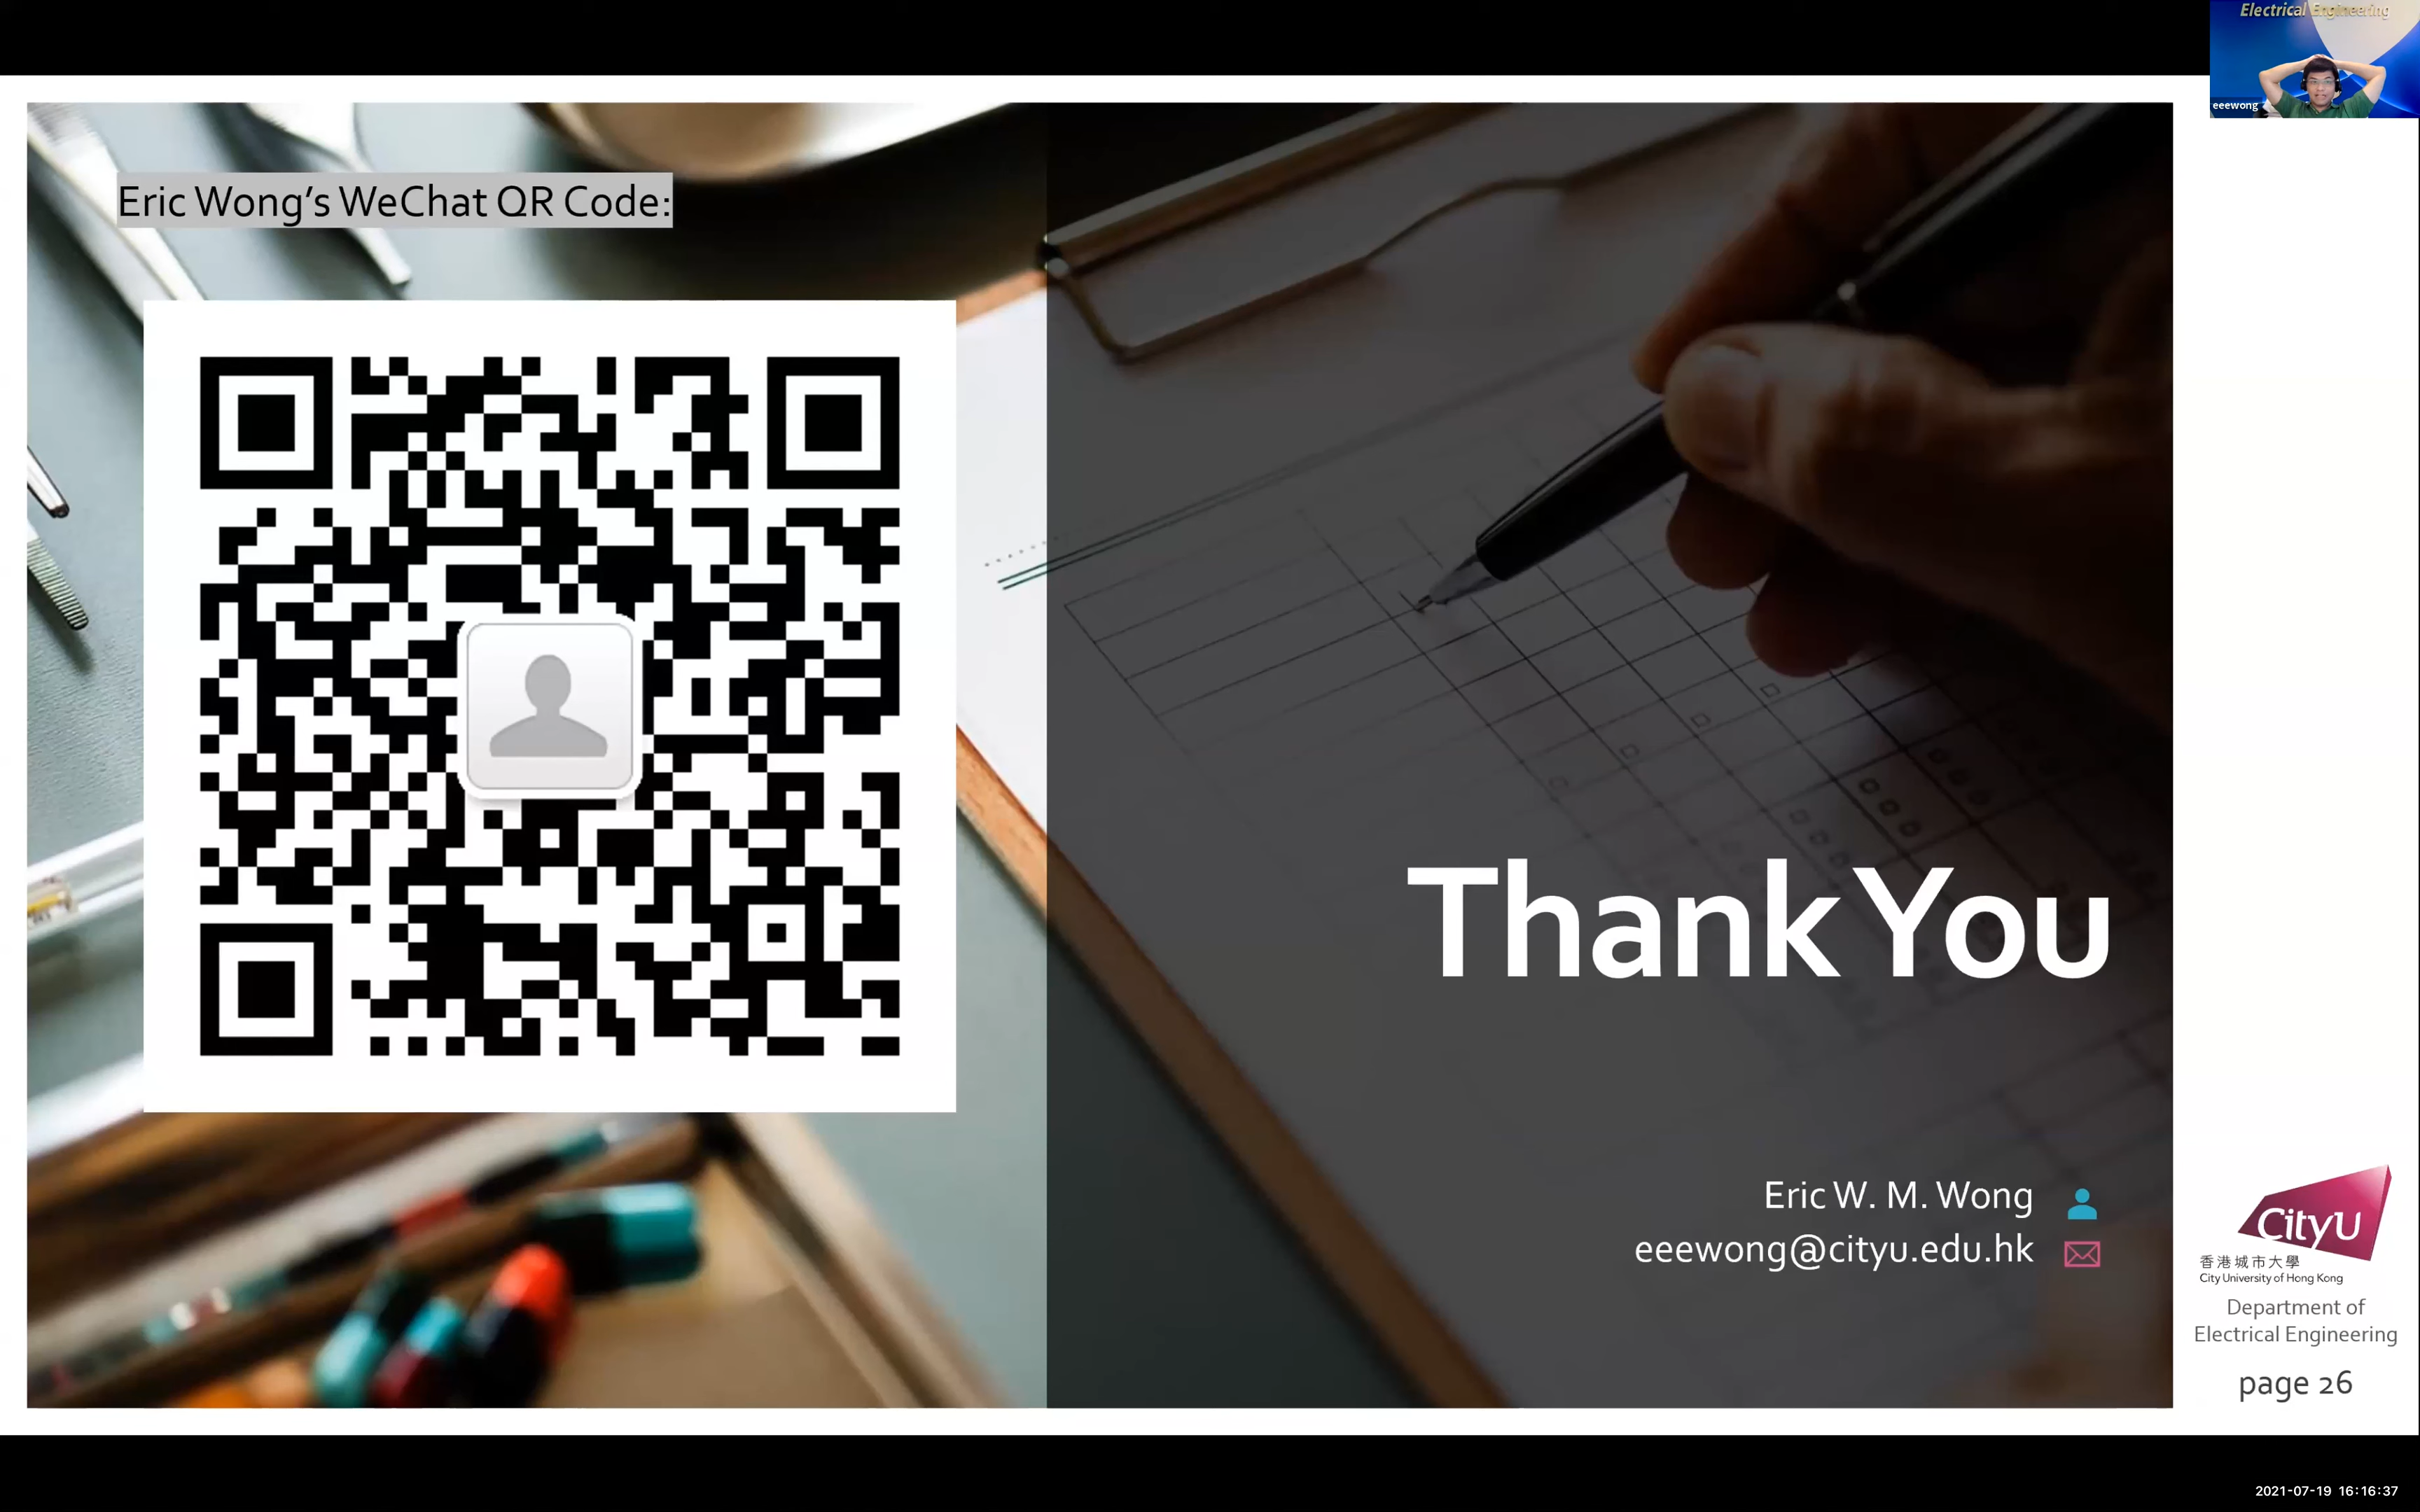 Electrical Engineering
eeewong
Eric Wong's WeChat QR Code:
Thank You
Eric W. M. Wong
eeewong@cityu.edu.hk
CityU
香港城市大學
City University of Hong Kong
Department of
Electrical Engineering
page 26
2021-07-19 16:16:37